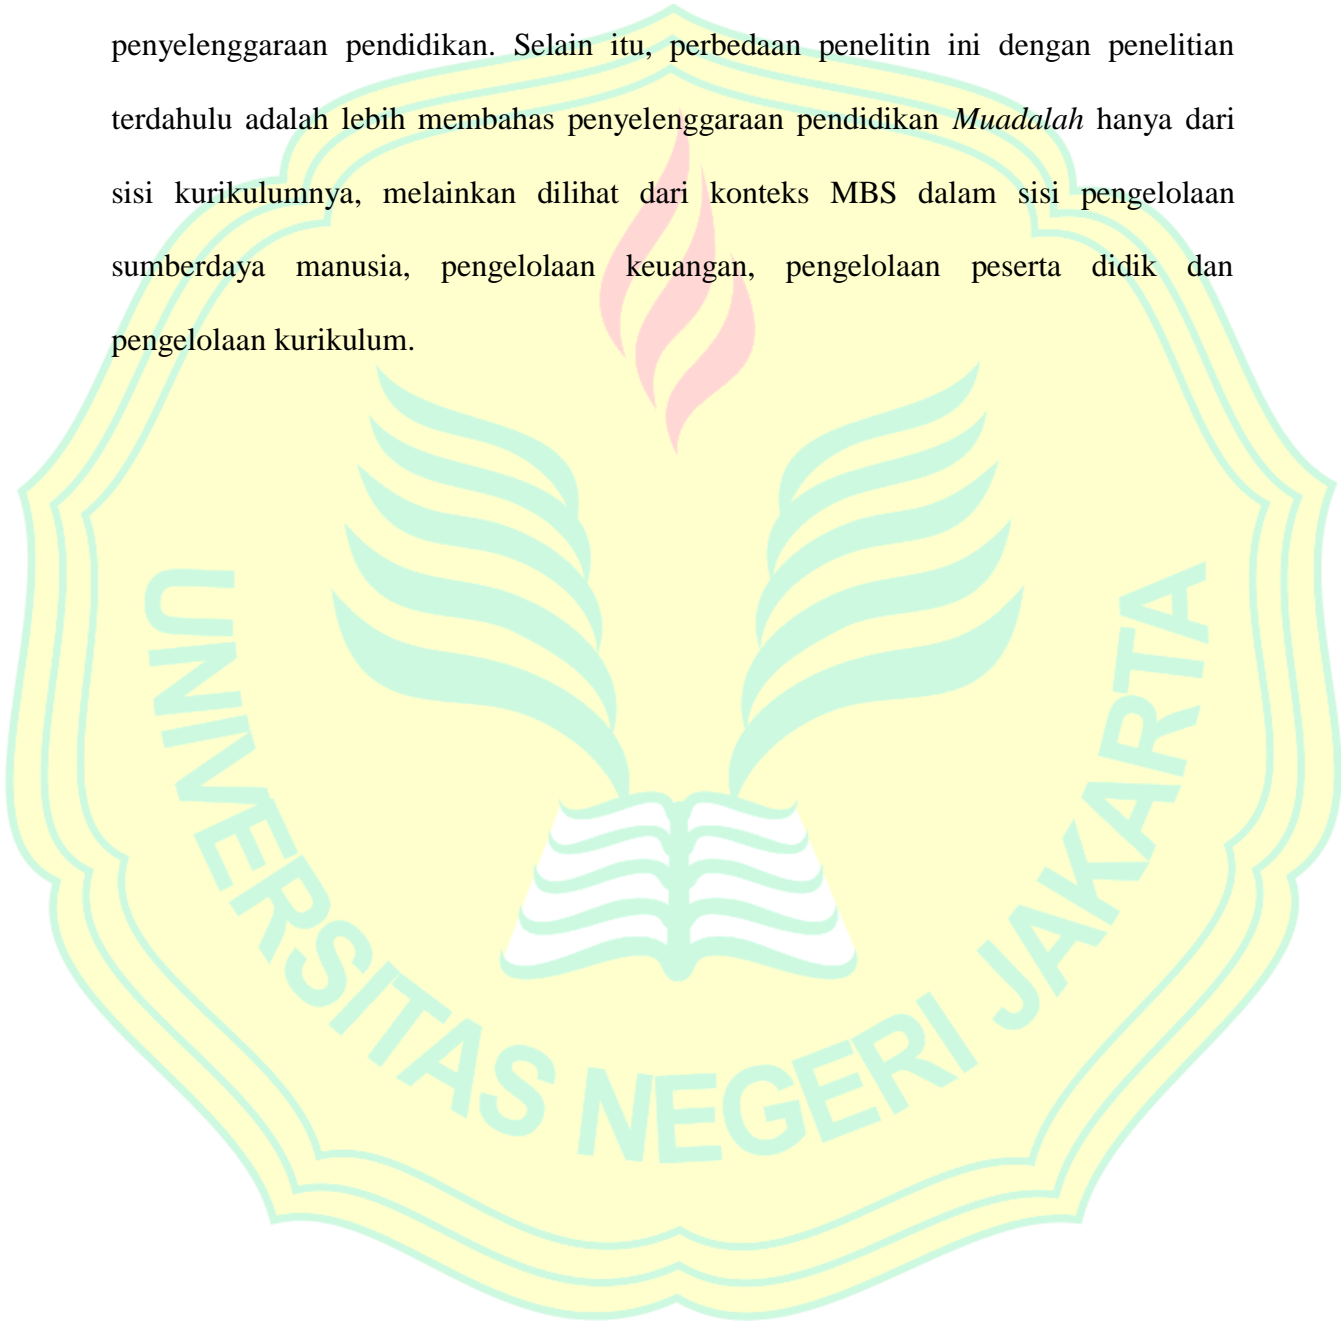 penyelenggaraan pendidikan. Selain itu, perbedaan penelitin ini dengan penelitian
terdahulu adalah lebih membahas penyelenggaraan pendidikan Muadalah hanya dari
sisi kurikulumnya, melainkan dilihat dari konteks MBS dalam sisi pengelolaan
sumberdaya manusia, pengelolaan keuangan, pengelolaan peserta didik dan
pengelolaan kurikulum.
UNIVERSITAS NEGERI JAKARTA